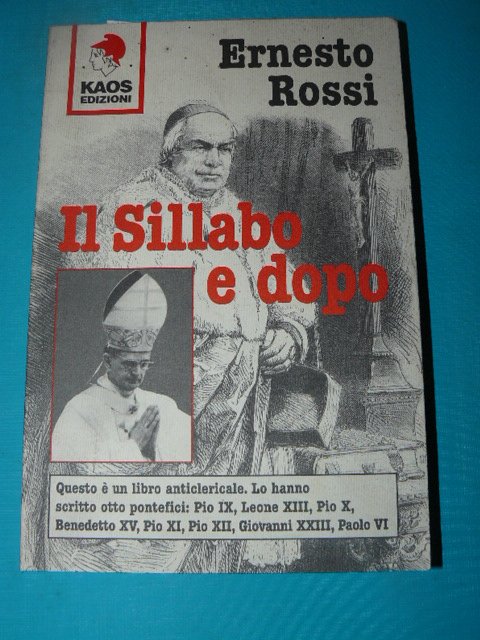 KAOS
EDIZIONI
Ernesto
Rossi
Il Sillabo
e dopo
Questo è un libro anticlericale. Lo hanno
scritto otto pontefici: Pio IX, Leone XIII, Pio X,
Benedetto XV, Pio XI, Pio XII, Giovanni XXIII, Paolo VI